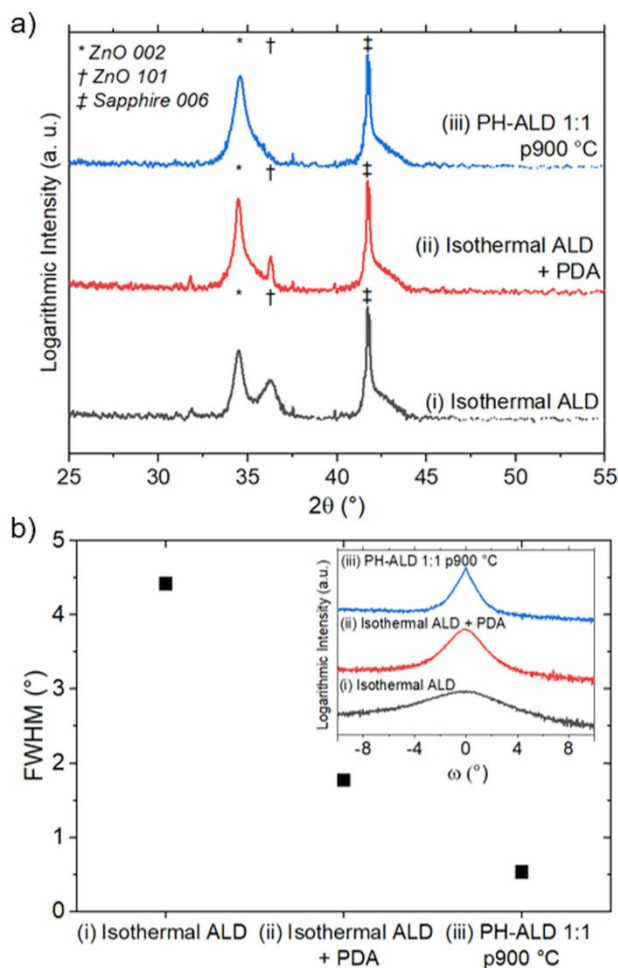 a)
* ZnO 002
† ZnO 101
‡ Sapphire 006
* † ‡
(iii) PH-ALD 1:1
p900 °C
* † ‡
(ii) Isothermal ALD
+ PDA
* † ‡
(i) Isothermal ALD
Logarithmic Intensity (a. u.)
25 30 35 40 45 50 55
2θ (°)
b)
5
4
3
2
1
0
FWHM (°)
(iii) PH-ALD 1:1 p900 °C
(ii) Isothermal ALD + PDA
(i) Isothermal ALD
Logarithmic Intensity (a.u.)
-8 -4 0 4 8
ω (°)
(i) Isothermal ALD (ii) Isothermal ALD (iii) PH-ALD 1:1
+ PDA p900 °C